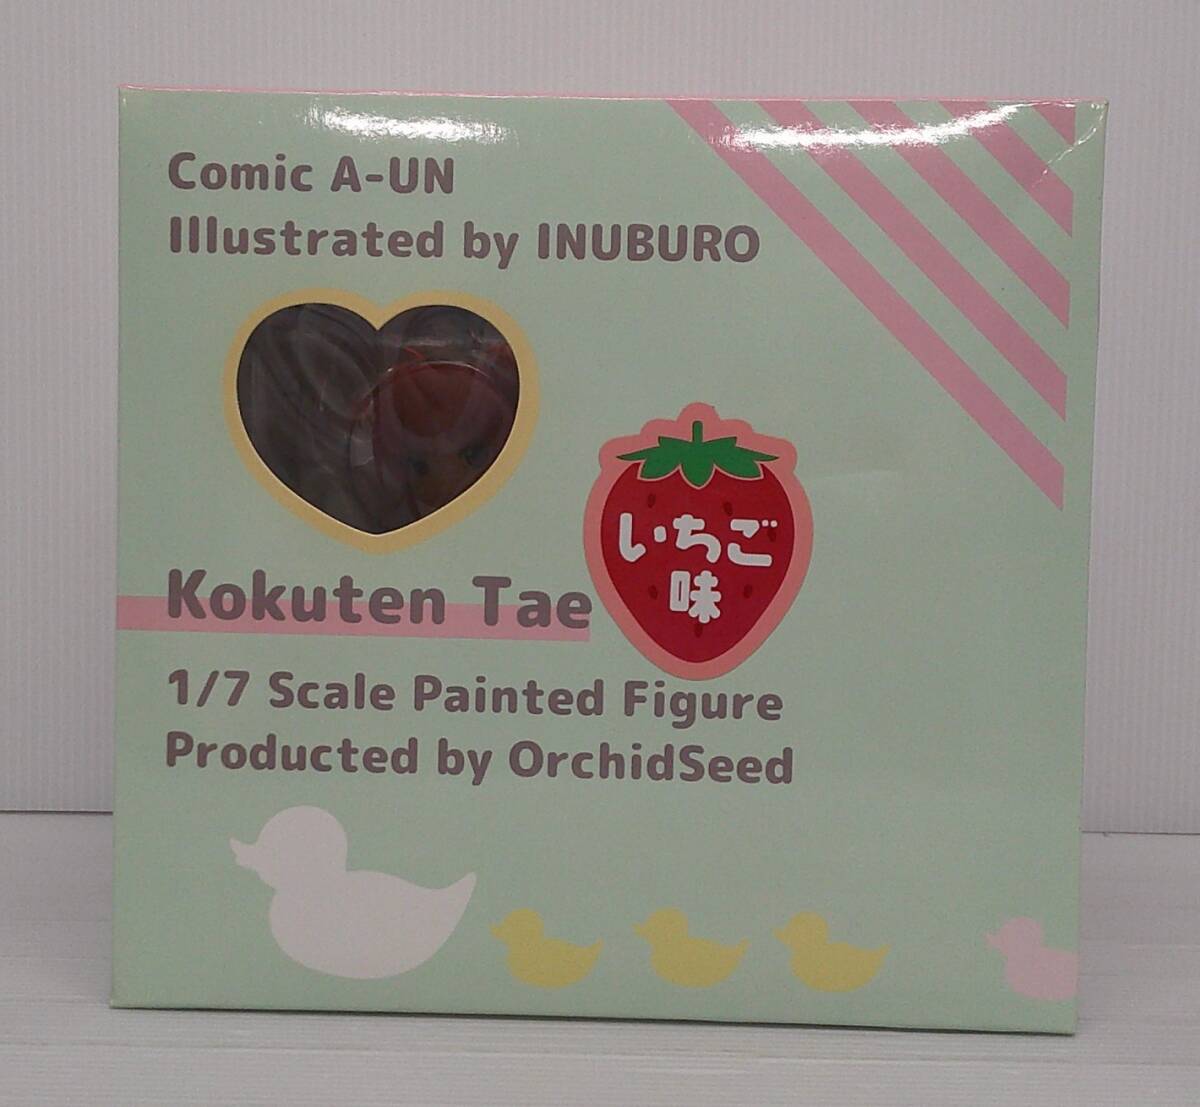 Comic A-UN
Illustrated by INUBURO
いちご
味
Kokuten Tae
1/7 Scale Painted Figure
Producted by OrchidSeed